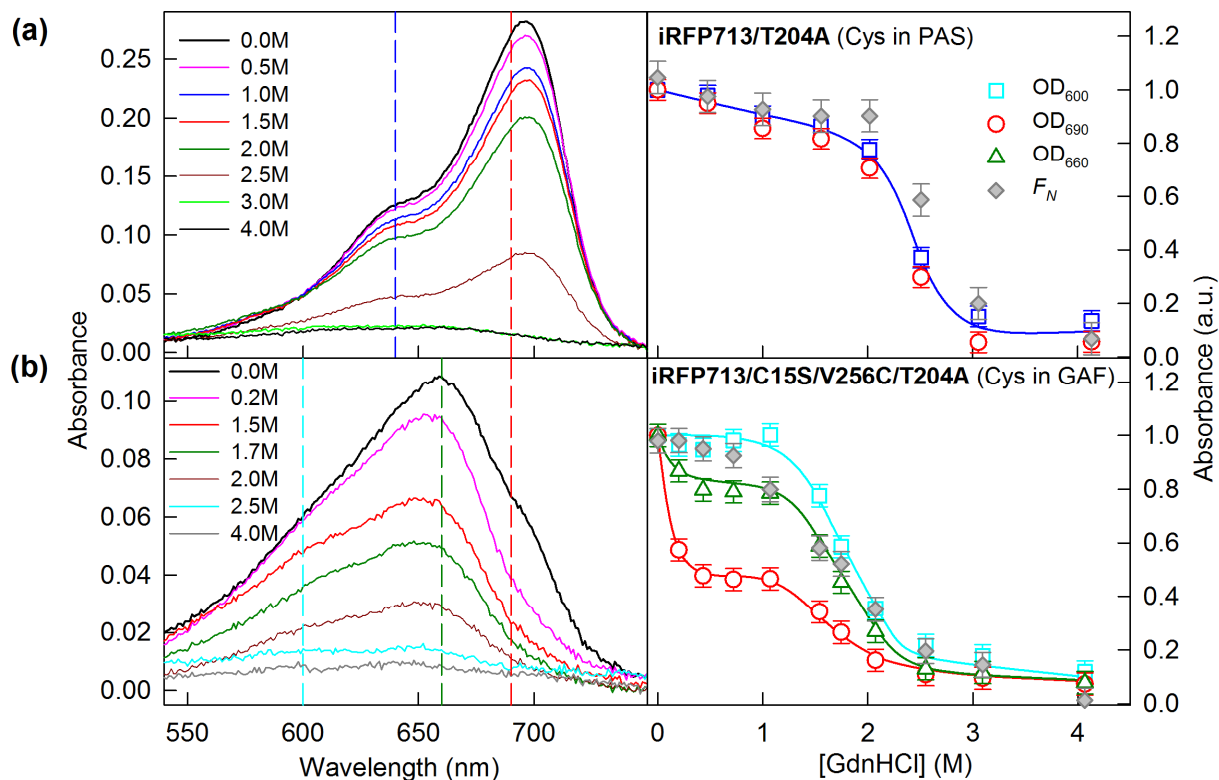 (a)
0.25
0.20
0.15
0.10
0.05
0.00
0.0M
0.5M
1.0M
1.5M
2.0M
2.5M
3.0M
4.0M
iRFP713/T204A (Cys in PAS)
OD600
OD690
OD660
FN
1.2
1.0
0.8
0.6
0.4
0.2
0.0
(b)
0.10
0.08
0.06
0.04
0.02
0.00
0.0M
0.2M
1.5M
1.7M
2.0M
2.5M
4.0M
iRFP713/C15S/V256C/T204A (Cys in GAF)
1.2
1.0
0.8
0.6
0.4
0.2
0.0
Absorbance
Absorbance (a.u.)
550 600 650 700
Wavelength (nm)
0 1 2 3 4
[GdnHCl] (M)